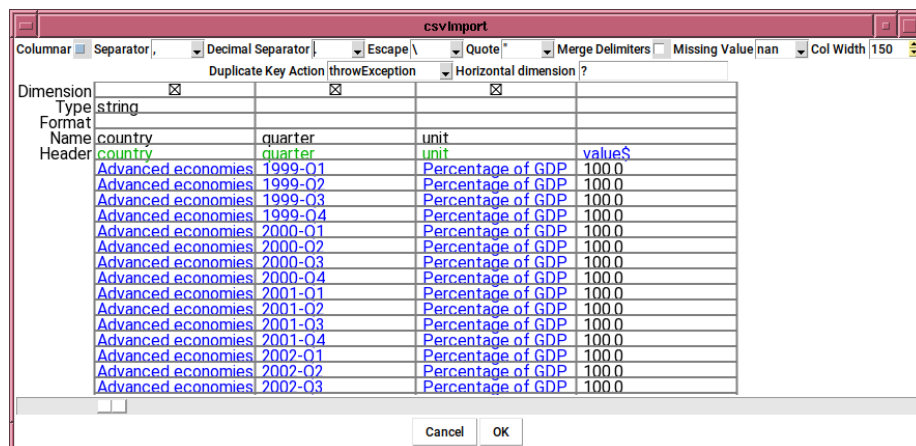 csvImport
Columnar Separator , Decimal Separator . Escape \ Quote " Merge Delimiters Missing Value nan Col Width 150
Duplicate Key Action throwException Horizontal dimension ?
Dimension
Type string
Format
Name country quarter unit
Header country quarter unit value$
Advanced economies 1999-Q1 Percentage of GDP 100.0
Advanced economies 1999-Q2 Percentage of GDP 100.0
Advanced economies 1999-Q3 Percentage of GDP 100.0
Advanced economies 1999-Q4 Percentage of GDP 100.0
Advanced economies 2000-Q1 Percentage of GDP 100.0
Advanced economies 2000-Q2 Percentage of GDP 100.0
Advanced economies 2000-Q3 Percentage of GDP 100.0
Advanced economies 2000-Q4 Percentage of GDP 100.0
Advanced economies 2001-Q1 Percentage of GDP 100.0
Advanced economies 2001-Q2 Percentage of GDP 100.0
Advanced economies 2001-Q3 Percentage of GDP 100.0
Advanced economies 2001-Q4 Percentage of GDP 100.0
Advanced economies 2002-Q1 Percentage of GDP 100.0
Advanced economies 2002-Q2 Percentage of GDP 100.0
Advanced economies 2002-Q3 Percentage of GDP 100.0
Cancel OK